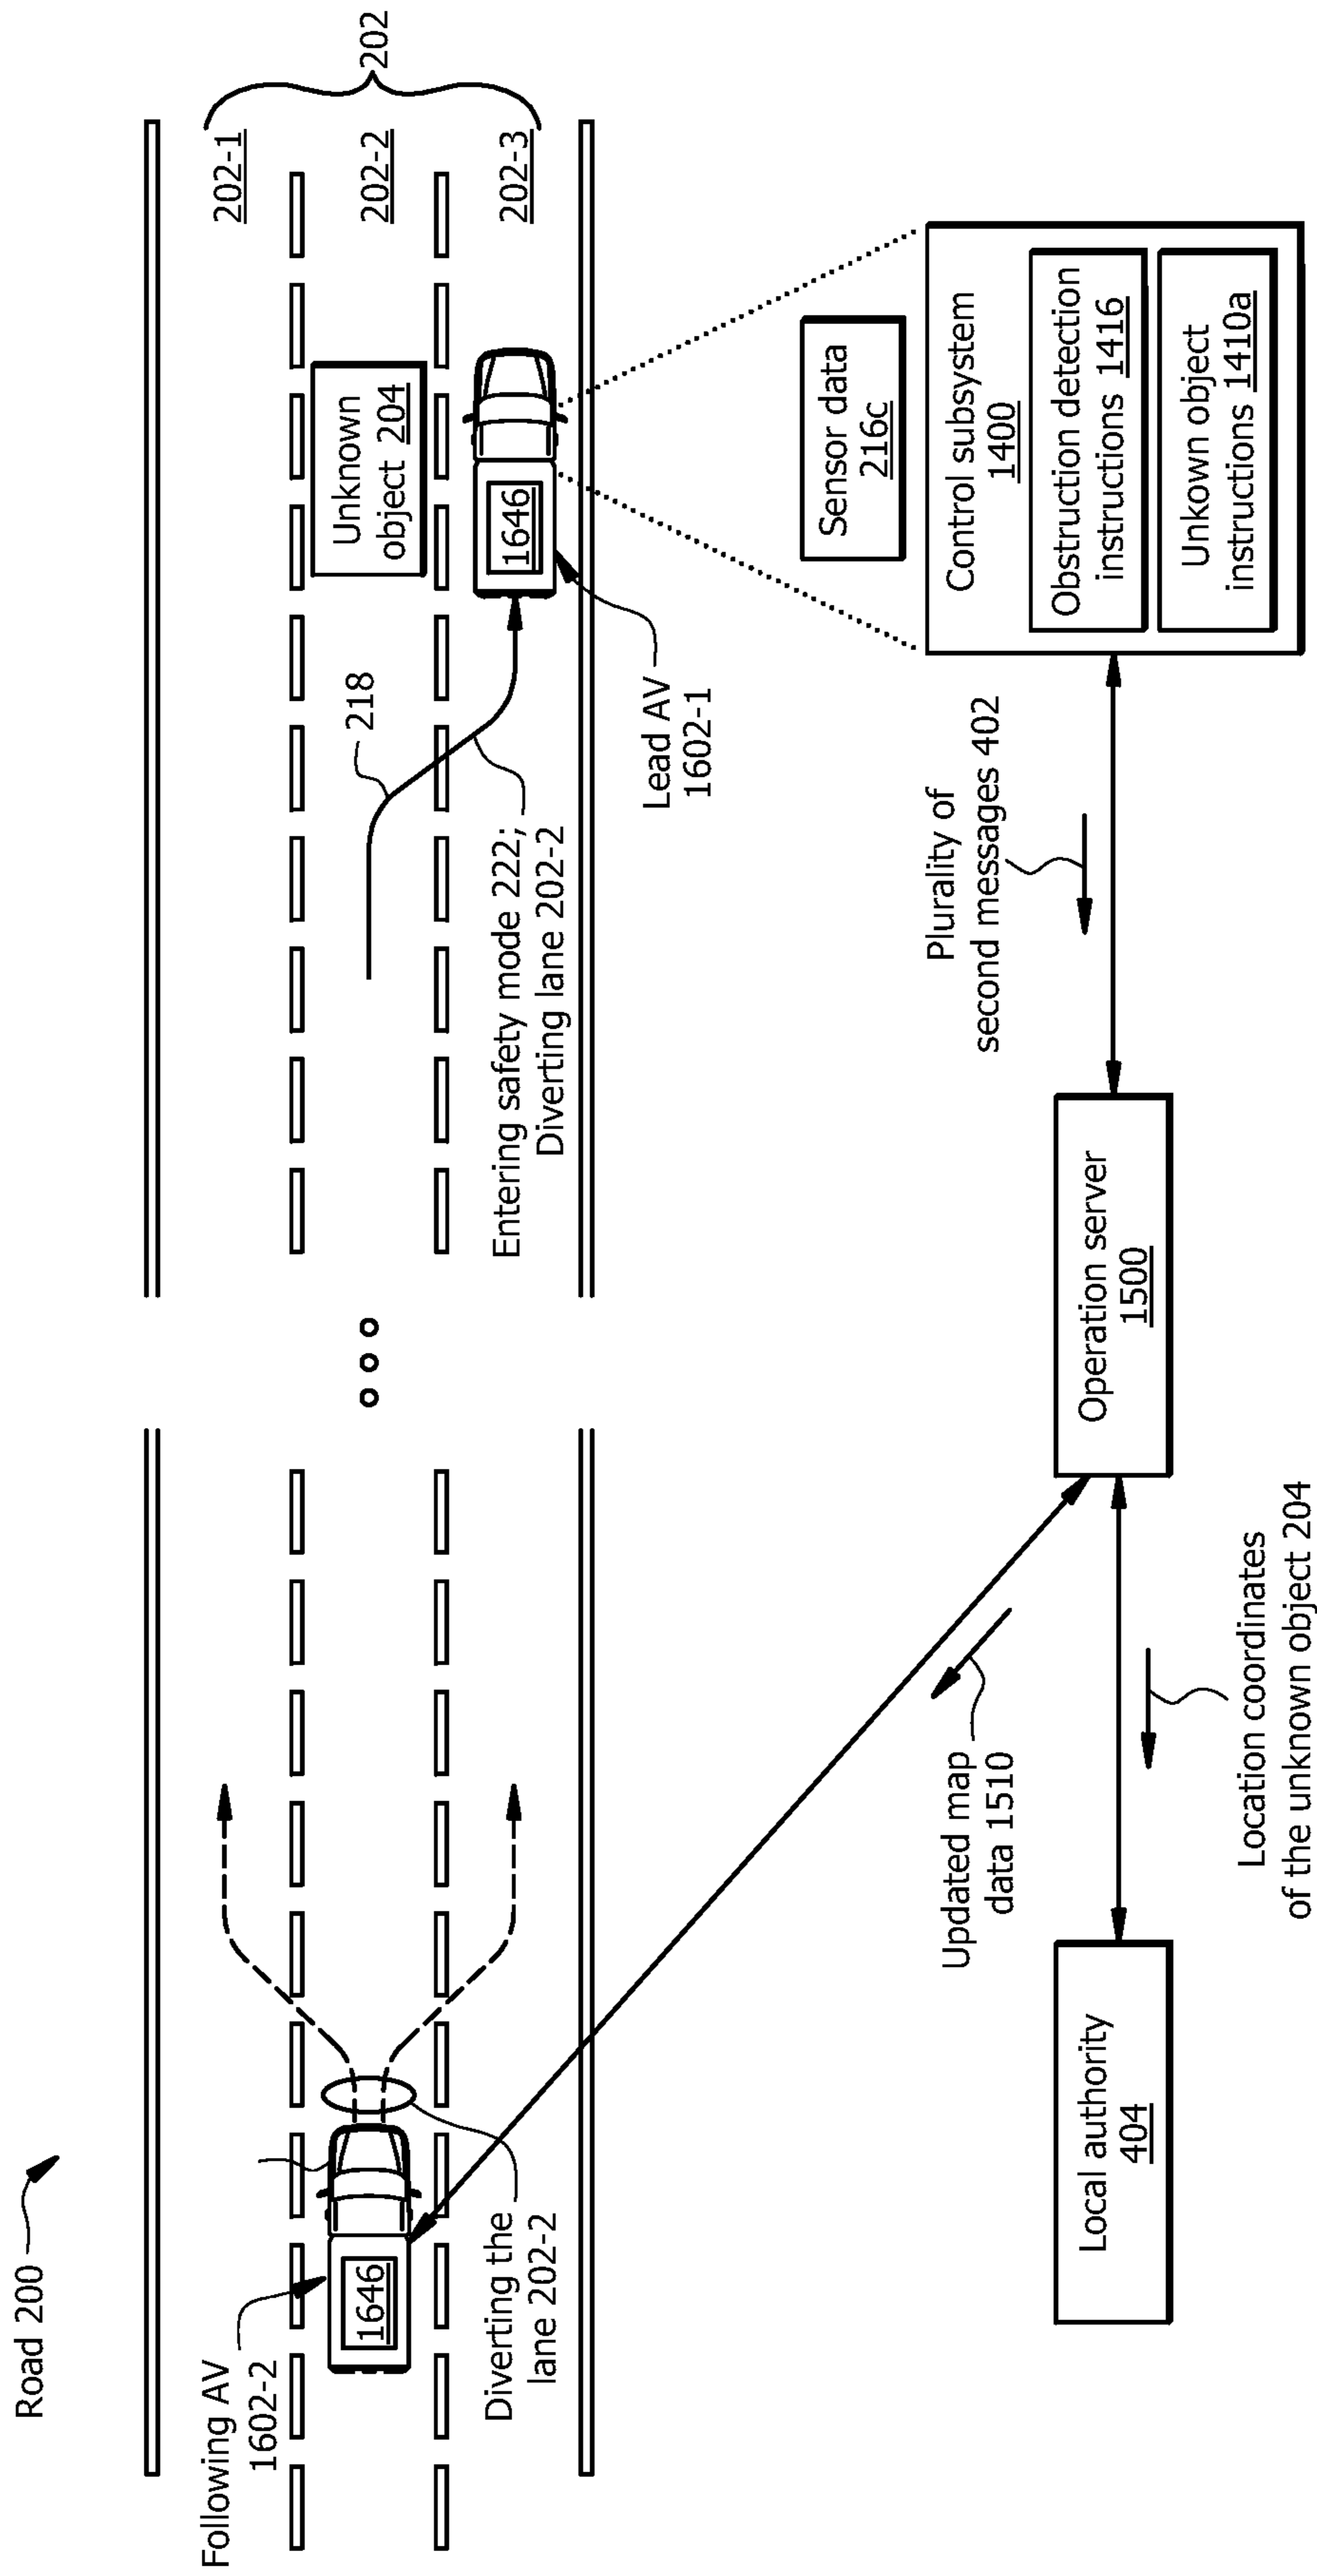 Road 200
202-1
202-2
202-3
202
Unknown
object 204
218
1646
Following AV
1602-2
1646
Diverting the
lane 202-2
Entering safety mode 222;
Diverting lane 202-2
Lead AV
1602-1
Sensor data
216c
Control subsystem
1400
Obstruction detection
instructions 1416
Unkown object
instructions 1410a
Plurality of
second messages 402
Updated map
data 1510
Operation server
1500
Local authority
404
Location coordinates
of the unknown object 204